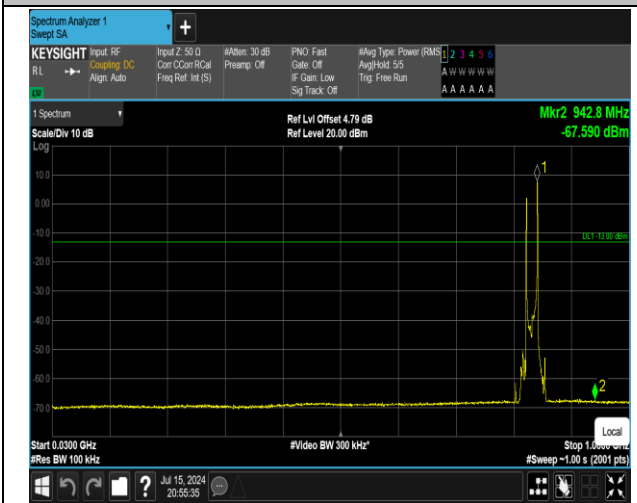 Spectrum Analyzer 1
Swept SA
+
KEYSIGHT
RL
LXI
Input: RF
Coupling: DC
Align: Auto
Input Z: 50 Ω
Corr CCorr RCal
Freq Ref: Int (S)
#Atten: 30 dB
Preamp: Off
PNO: Fast
Gate: Off
IF Gain: Low
Sig Track: Off
#Avg Type: Power (RMS
Avg|Hold: 5/5
Trig: Free Run
1 2 3 4 5 6
A W W W W W
A A A A A A
1 Spectrum
Scale/Div 10 dB
Log
Ref Lvl Offset 4.79 dB
Ref Level 20.00 dBm
Mkr2 942.8 MHz
-67.590 dBm
10.0
0.00
-10.0
-20.0
-30.0
-40.0
-50.0
-60.0
-70.0
1
DL1 -13.00 dBm
2
Local
Start 0.0300 GHz
#Res BW 100 kHz
#Video BW 300 kHz*
Stop
#Sweep ~1.00 s (2001 pts)
?
Jul 15, 2024
20:55:35